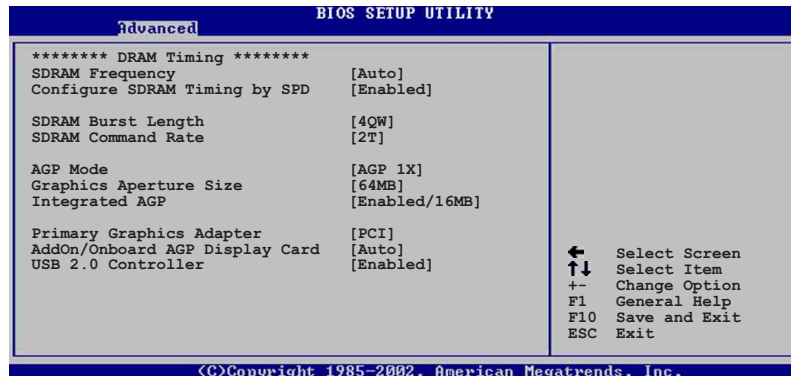 BIOS SETUP UTILITY
Advanced
******** DRAM Timing ********
SDRAM Frequency [Auto]
Configure SDRAM Timing by SPD [Enabled]
SDRAM Burst Length [4QW]
SDRAM Command Rate [2T]
AGP Mode [AGP 1X]
Graphics Aperture Size [64MB]
Integrated AGP [Enabled/16MB]
Primary Graphics Adapter [PCI]
AddOn/Onboard AGP Display Card [Auto]
USB 2.0 Controller [Enabled]
← Select Screen
↑↓ Select Item
+- Change Option
F1 General Help
F10 Save and Exit
ESC Exit
(C)Copyright 1985-2002, American Megatrends, Inc.